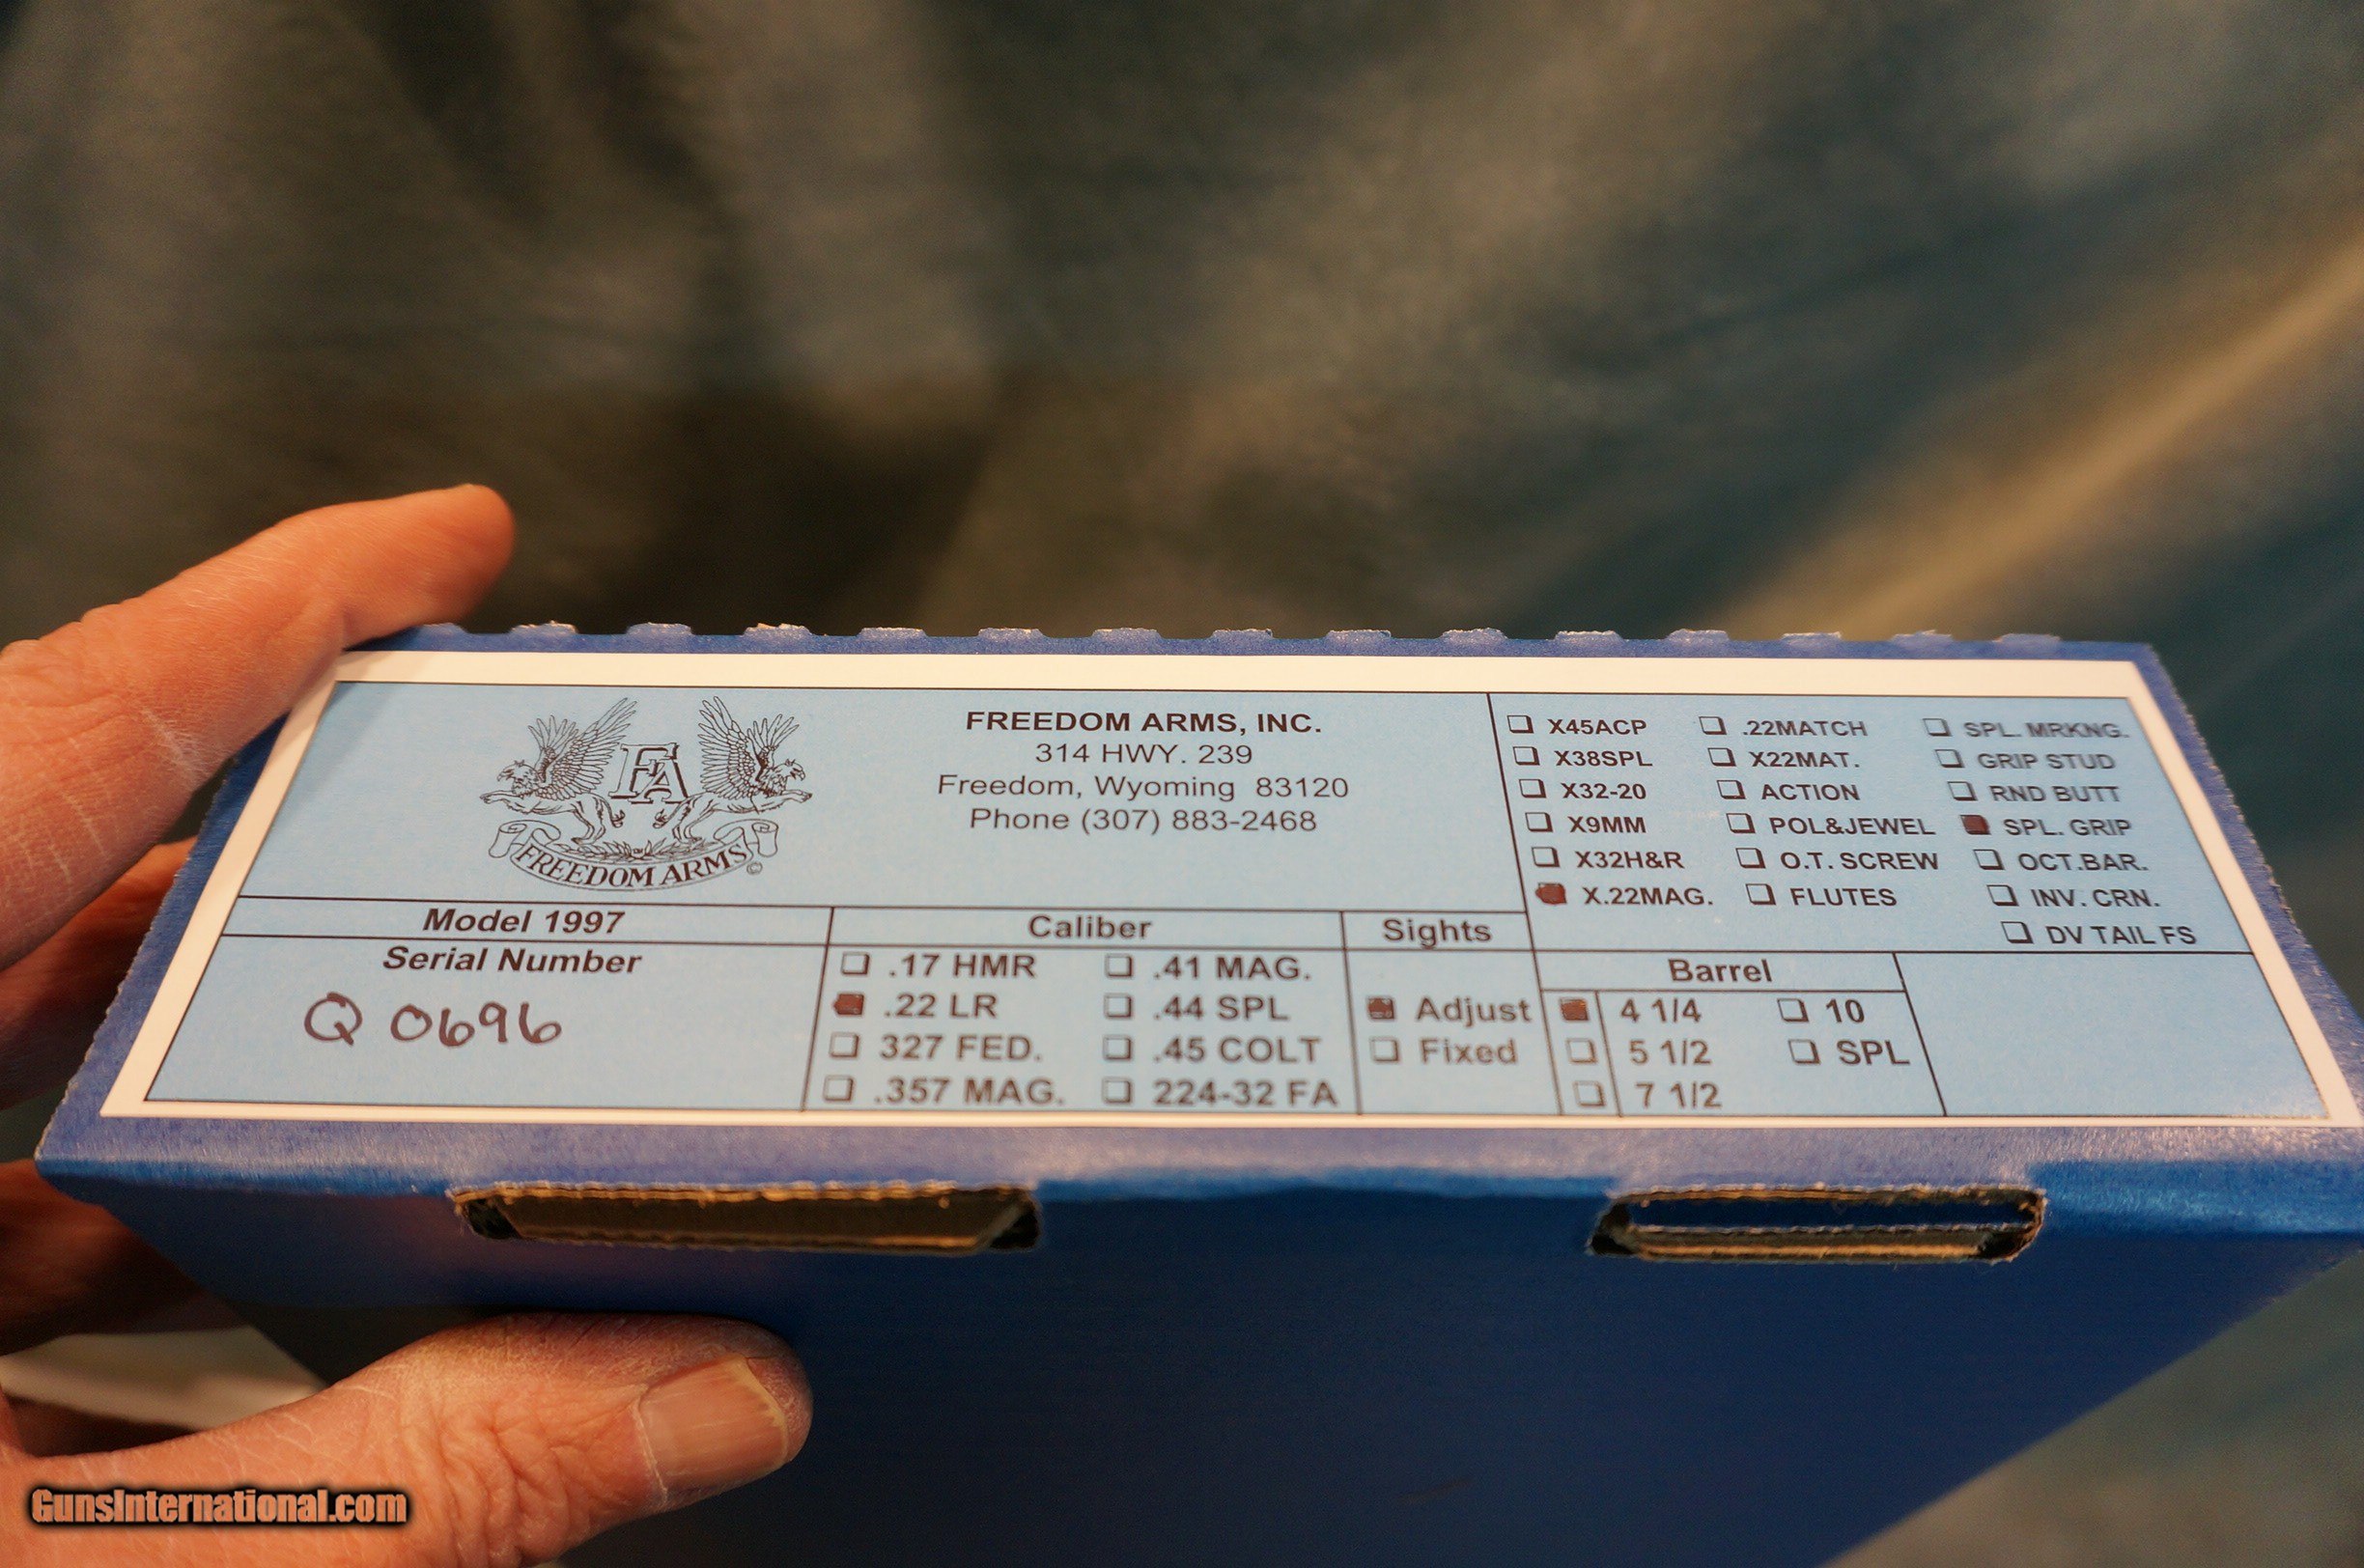 FA
FREEDOM ARMS ©
FREEDOM ARMS, INC.
314 HWY. 239
Freedom, Wyoming 83120
Phone (307) 883-2468
☐ X45ACP ☐ .22MATCH ☐ SPL. MRKNG.
☐ X38SPL ☐ X22MAT. ☐ GRIP STUD
☐ X32-20 ☐ ACTION ☐ RND BUTT
☐ X9MM ☐ POL&JEWEL ■ SPL. GRIP
☐ X32H&R ☐ O.T. SCREW ☐ OCT.BAR.
■ X.22MAG. ☐ FLUTES ☐ INV. CRN.
☐ DV TAIL FS
Model 1997
Serial Number
Q 0696
Caliber
☐ .17 HMR ☐ .41 MAG.
■ .22 LR ☐ .44 SPL
☐ 327 FED. ☐ .45 COLT
☐ .357 MAG. ☐ 224-32 FA
Sights
■ Adjust
☐ Fixed
Barrel
■ 4 1/4 ☐ 10
☐ 5 1/2 ☐ SPL
☐ 7 1/2
GunsInternational.com